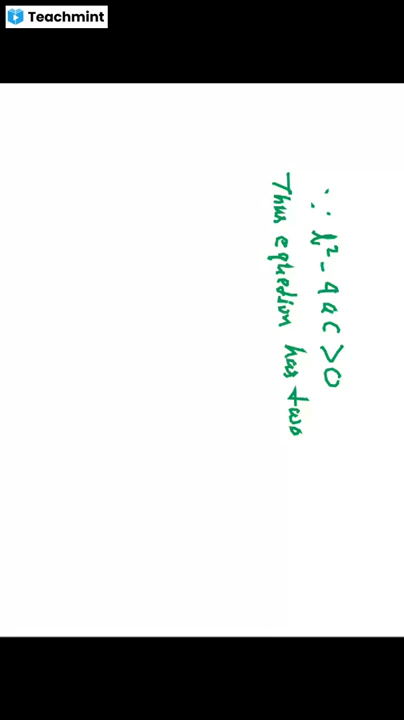 Teachmint
∵ b² - 4ac > 0
Thus equation has two